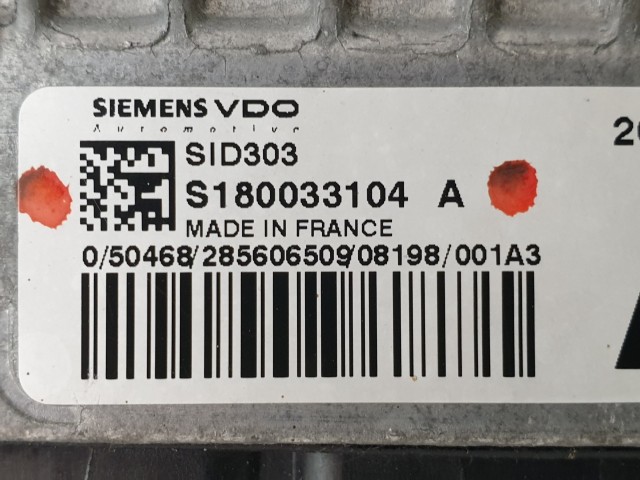 SIEMENS VDO
Automotive
SID303
S180033104 A
MADE IN FRANCE
0/50468/285606509/08198/001A3